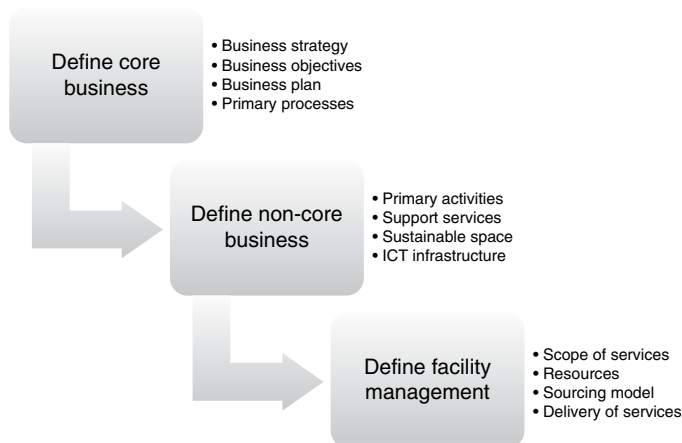 Define core
business
• Business strategy
• Business objectives
• Business plan
• Primary processes
Define non-core
business
• Primary activities
• Support services
• Sustainable space
• ICT infrastructure
Define facility
management
• Scope of services
• Resources
• Sourcing model
• Delivery of services